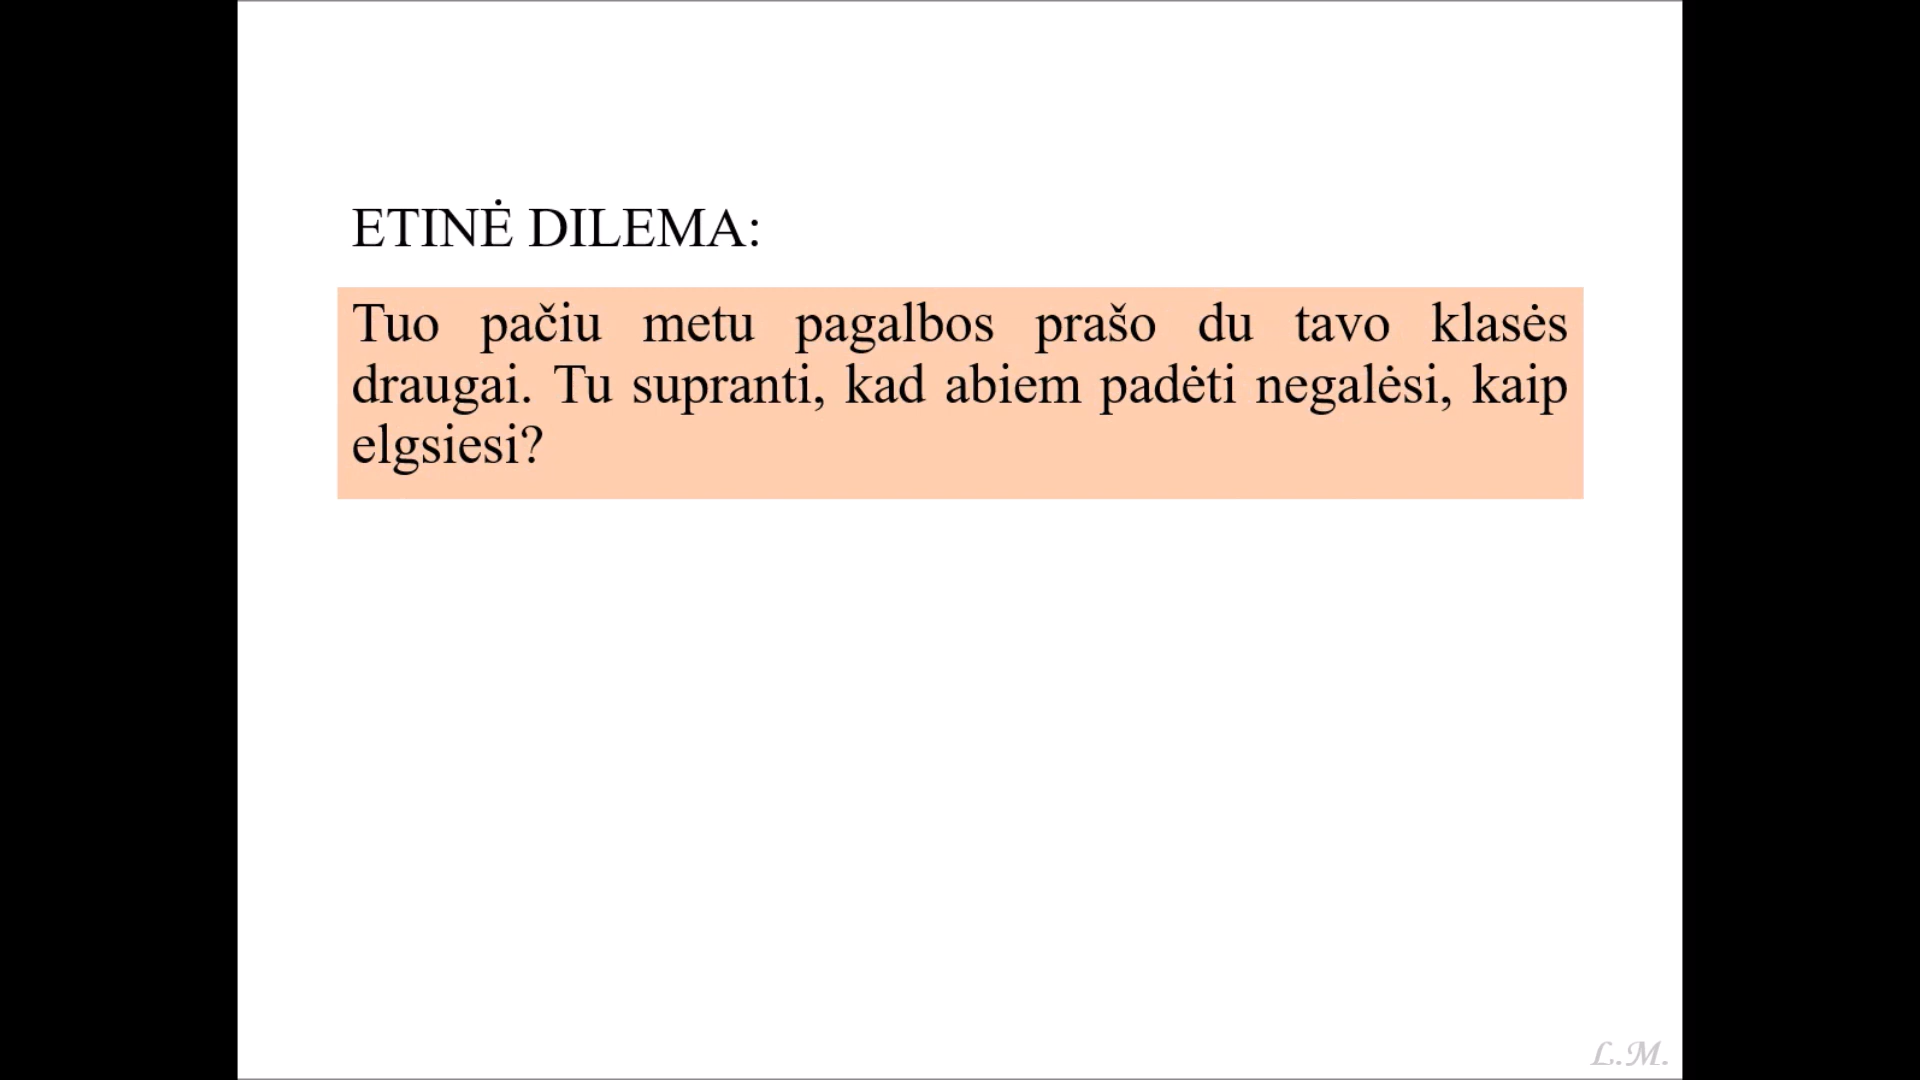 ETINĖ DILEMA:
Tuo pačiu metu pagalbos prašo du tavo klasės
draugai. Tu supranti, kad abiem padėti negalėsi, kaip
elgsiesi?
L.M.